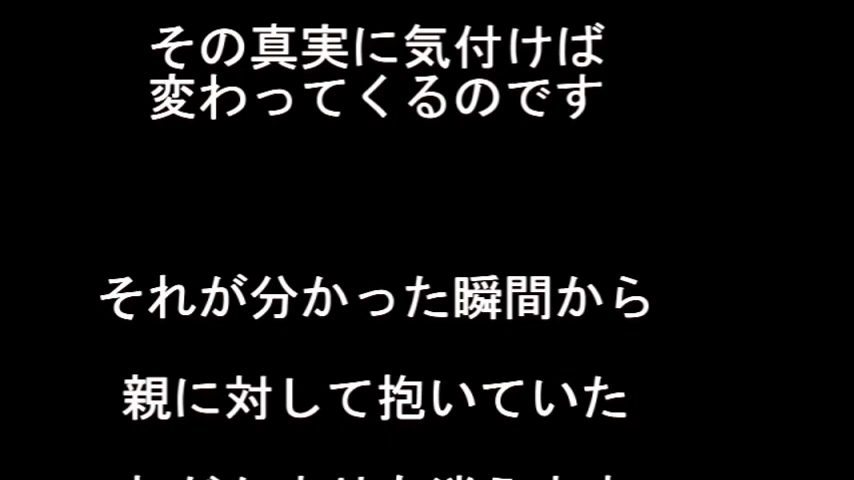 その真実に気付けば
変わってくるのです
それが分かった瞬間から
親に対して抱いていた